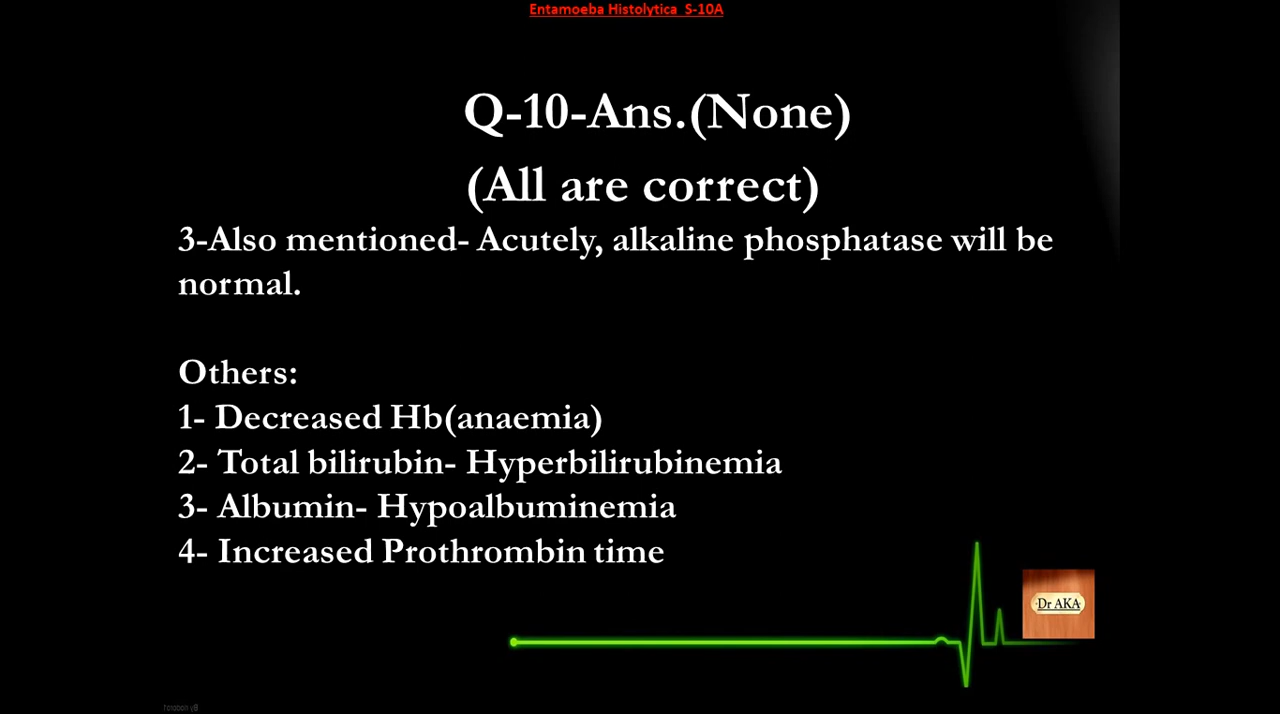 Entamoeba Histolytica S-10A
Q-10-Ans.(None)
(All are correct)
3-Also mentioned- Acutely, alkaline phosphatase will be
normal.
Others:
1- Decreased Hb(anaemia)
2- Total bilirubin- Hyperbilirubinemia
3- Albumin- Hypoalbuminemia
4- Increased Prothrombin time
Dr AKA